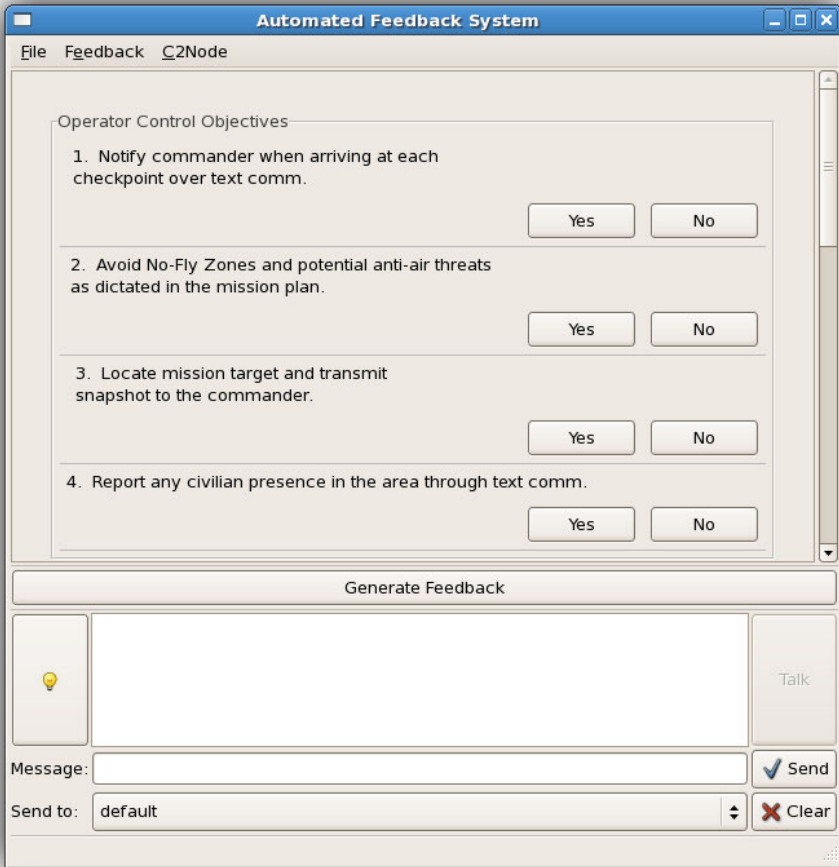 Automated Feedback System
File Feedback C2Node
Operator Control Objectives
1. Notify commander when arriving at each
checkpoint over text comm.
Yes No
2. Avoid No-Fly Zones and potential anti-air threats
as dictated in the mission plan.
Yes No
3. Locate mission target and transmit
snapshot to the commander.
Yes No
4. Report any civilian presence in the area through text comm.
Yes No
Generate Feedback
Talk
Message: Send
Send to: default Clear